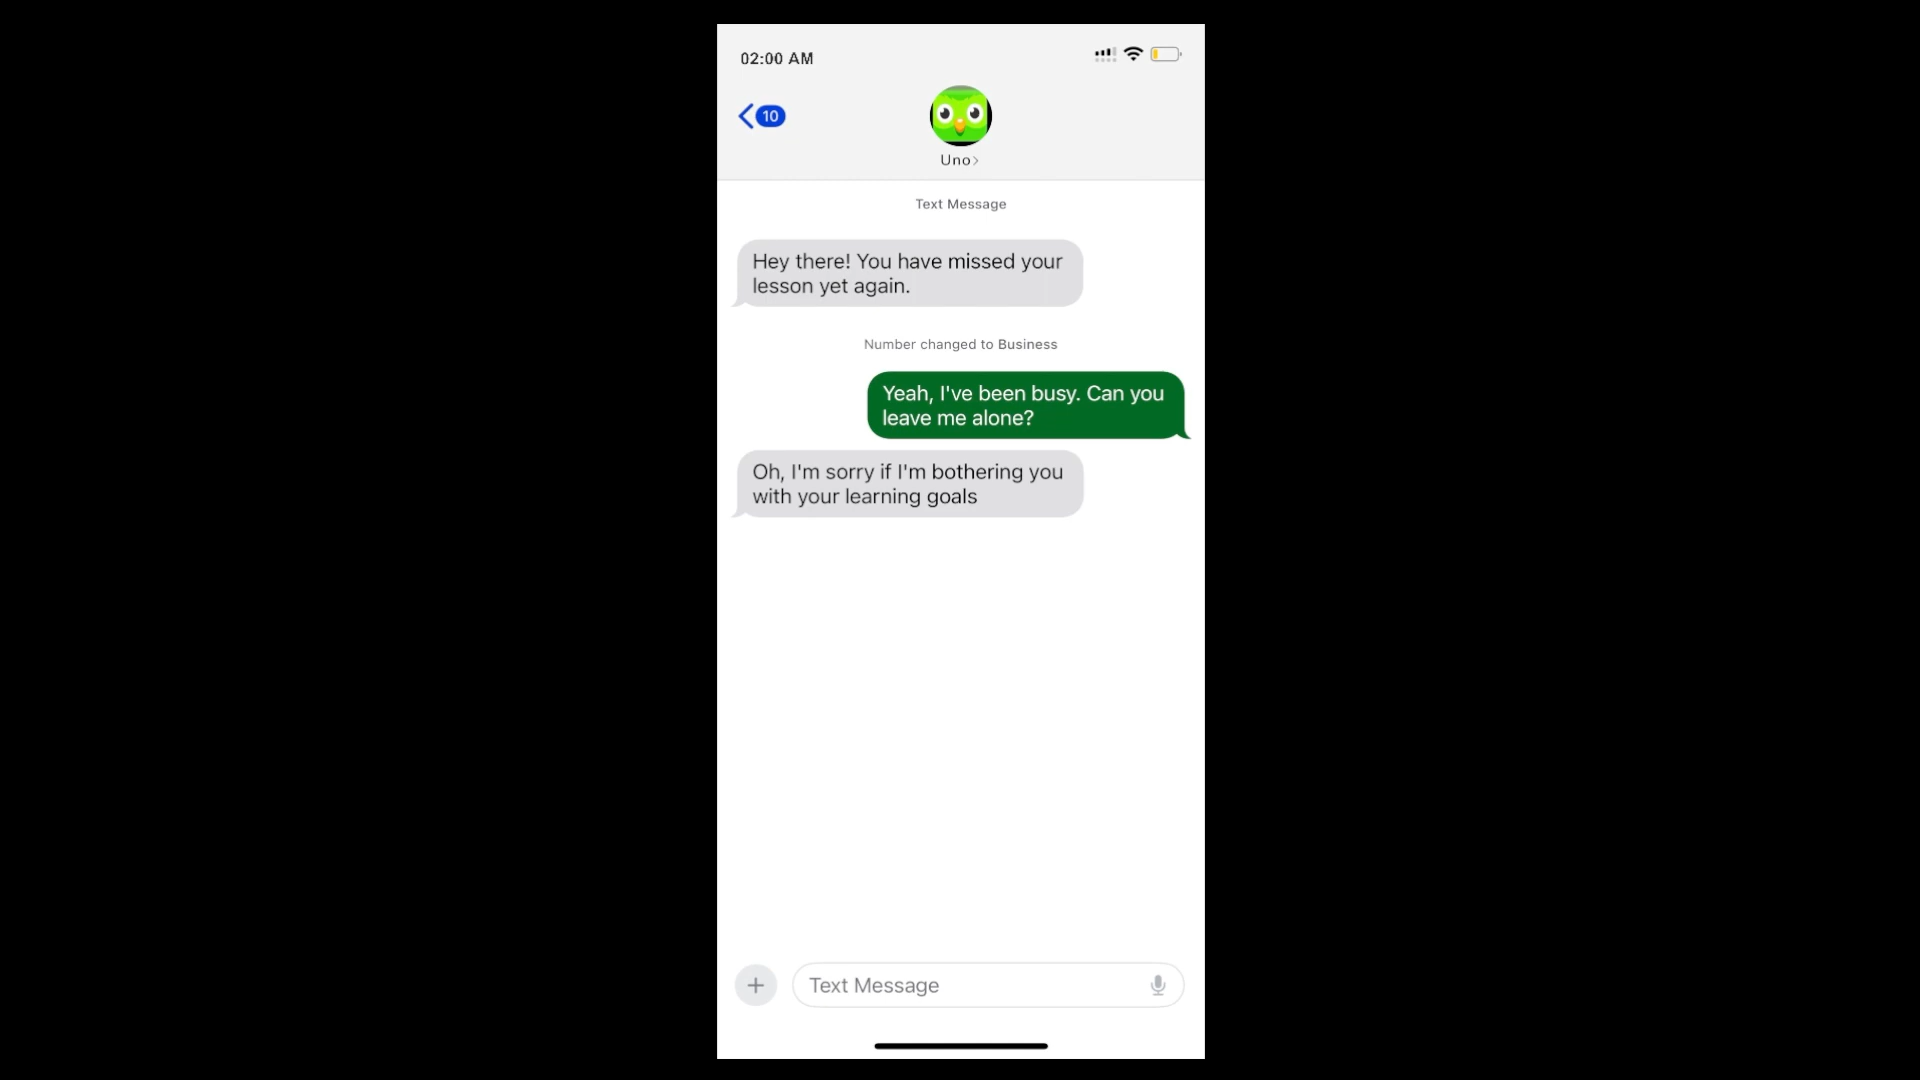 02:00 AM
10
Uno
Text Message
Hey there! You have missed your
lesson yet again.
Number changed to Business
Yeah, I've been busy. Can you
leave me alone?
Oh, I'm sorry if I'm bothering you
with your learning goals
Text Message